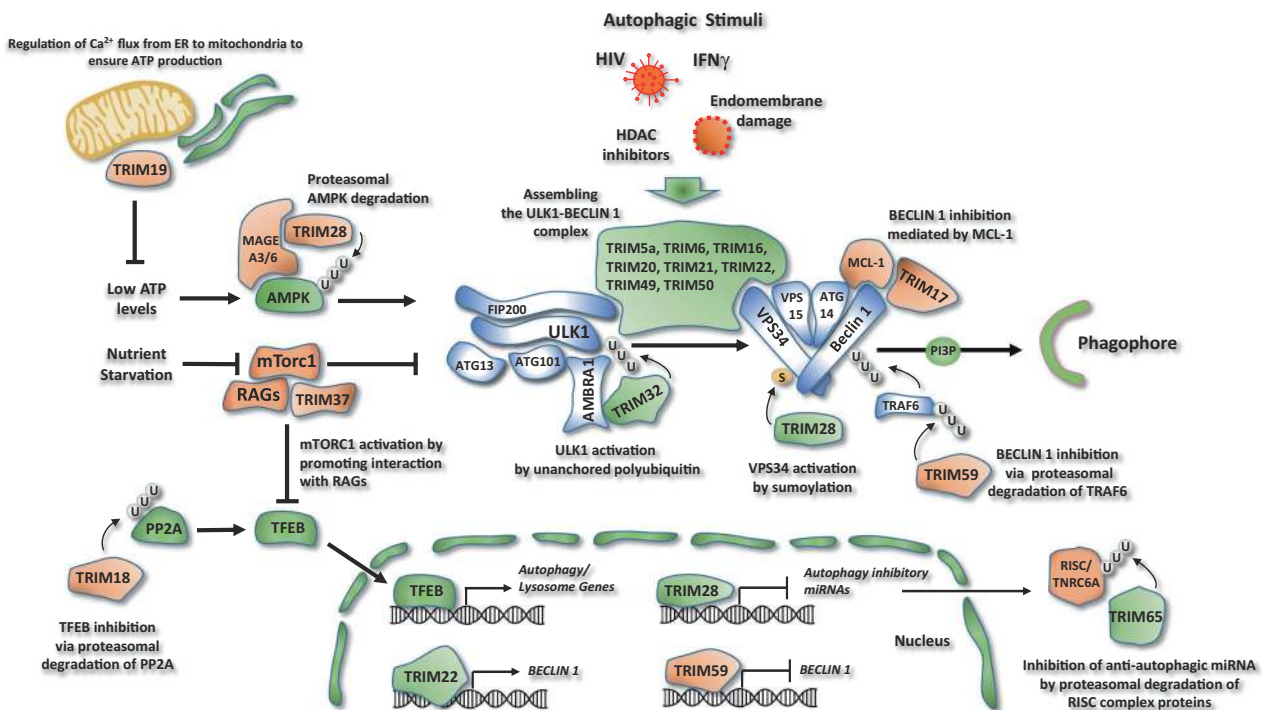 Autophagic Stimuli
HIV
IFNγ
Endomembrane
damage
HDAC
inhibitors
Regulation of Ca²⁺ flux from ER to mitochondria to
ensure ATP production
TRIM19
Proteasomal
AMPK degradation
MAGE
A3/6
TRIM28
U
U
U
AMPK
Low ATP
levels
Nutrient
Starvation
mTorc1
RAGs
TRIM37
mTORC1 activation by
promoting interaction
with RAGs
Assembling
the ULK1-BECLIN 1
complex
TRIM5a, TRIM6, TRIM16,
TRIM20, TRIM21, TRIM22,
TRIM49, TRIM50
FIP200
ULK1
ATG13
ATG101
AMBRA1
U
U
U
TRIM32
ULK1 activation
by unanchored polyubiquitin
BECLIN 1 inhibition
mediated by MCL-1
MCL-1
TRIM17
VPS
15
ATG
14
VPS34
Beclin 1
S
TRIM28
VPS34 activation
by sumoylation
U
U
U
PI3P
Phagophore
TRAF6
U
U
U
TRIM59
BECLIN 1 inhibition
via proteasomal
degradation of TRAF6
U
U
U
PP2A
TRIM18
TFEB
TFEB inhibition
via proteasomal
degradation of PP2A
TFEB
Autophagy/
Lysosome Genes
TRIM28
Autophagy inhibitory
miRNAs
TRIM22
BECLIN 1
TRIM59
BECLIN 1
Nucleus
RISC/
TNRC6A
U
U
U
TRIM65
Inhibition of anti-autophagic miRNA
by proteasomal degradation of
RISC complex proteins